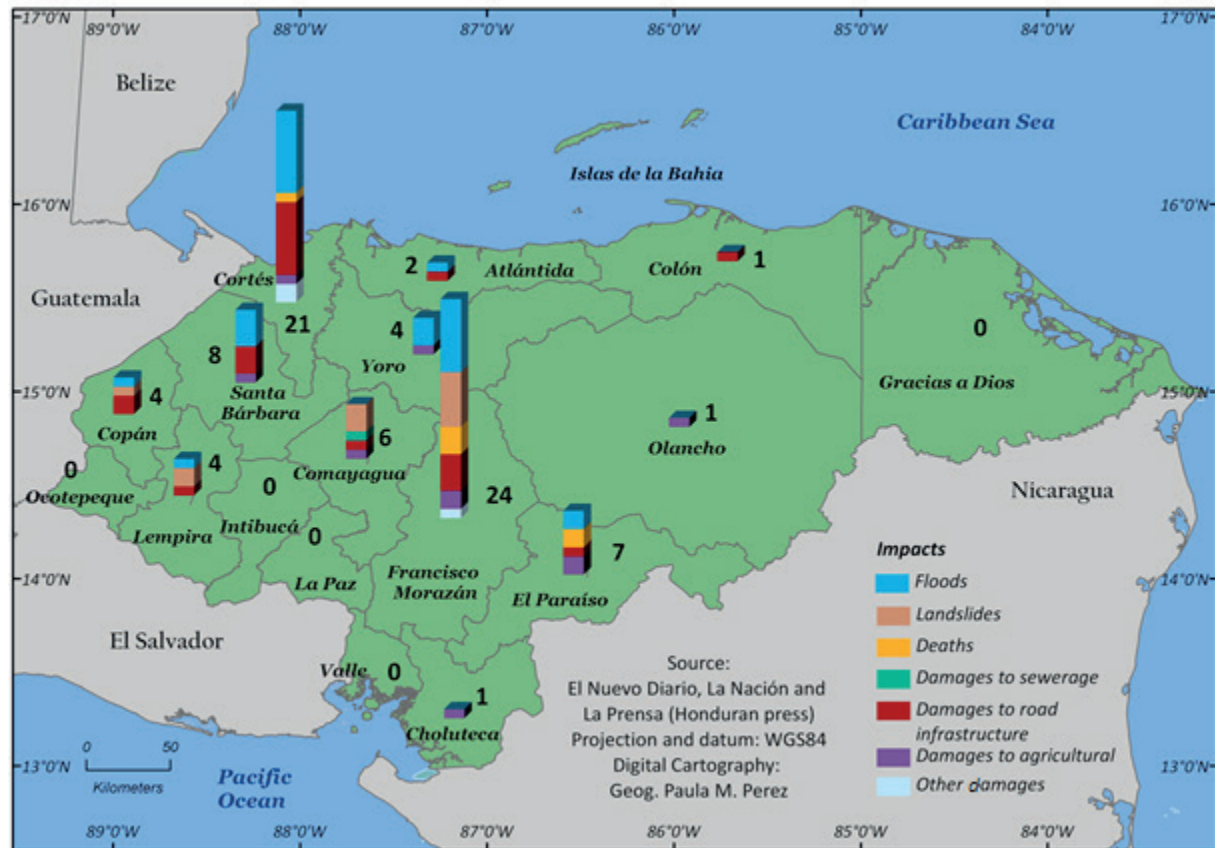 17°0'N
89°0'W
88°0'W
87°0'W
86°0'W
85°0'W
84°0'W
17°0'N
Belize
Caribbean Sea
Islas de la Bahia
16°0'N
16°0'N
Cortés
2
Atlántida
Colón
1
Guatemala
21
4
0
8
Yoro
Santa
Bárbara
Gracias a Dios
15°0'N
15°0'N
4
Copán
6
Comayagua
1
Olancho
0
Ocotepeque
4
0
24
Nicaragua
Lempira
Intibucá
0
La Paz
Francisco
Morazán
7
El Paraíso
14°0'N
14°0'N
El Salvador
Valle
0
1
Choluteca
Impacts
Floods
Landslides
Deaths
Damages to sewerage
Damages to road
infrastructure
Damages to agricultural
Other damages
Source:
El Nuevo Diario, La Nación and
La Prensa (Honduran press)
Projection and datum: WGS84
Digital Cartography:
Geog. Paula M. Perez
0 50
Kilometers
13°0'N
13°0'N
Pacific
Ocean
89°0'W
88°0'W
87°0'W
86°0'W
85°0'W
84°0'W